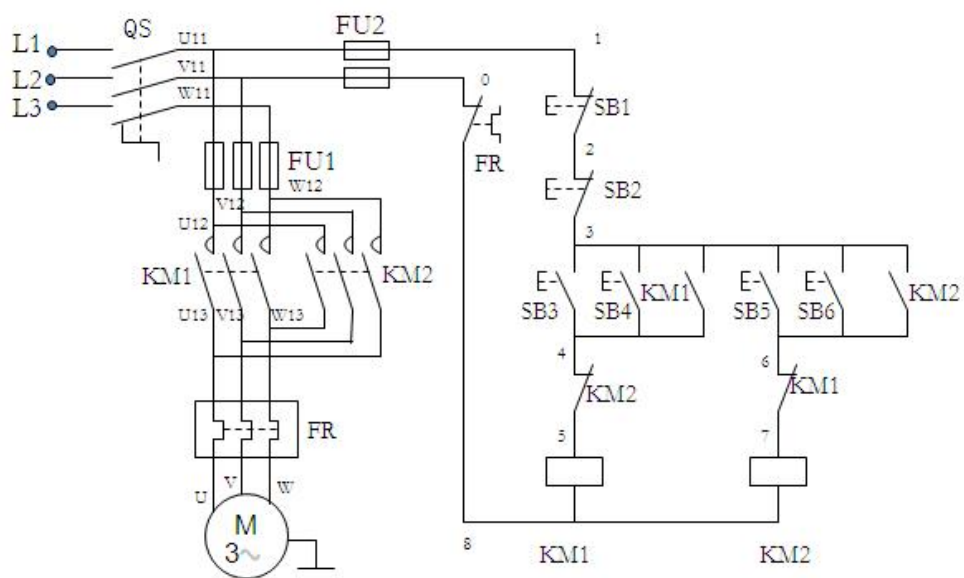 QS
FU2
L1
U11
1
L2
V11
0
L3
W11
SB1
FU1
FR
2
W12
SB2
V12
U12
3
KM1
KM2
SB3
SB4
KM1
SB5
SB6
KM2
U13
V13
W13
4
6
KM2
KM1
FR
5
7
U
V
W
M
3~
8
KM1
KM2